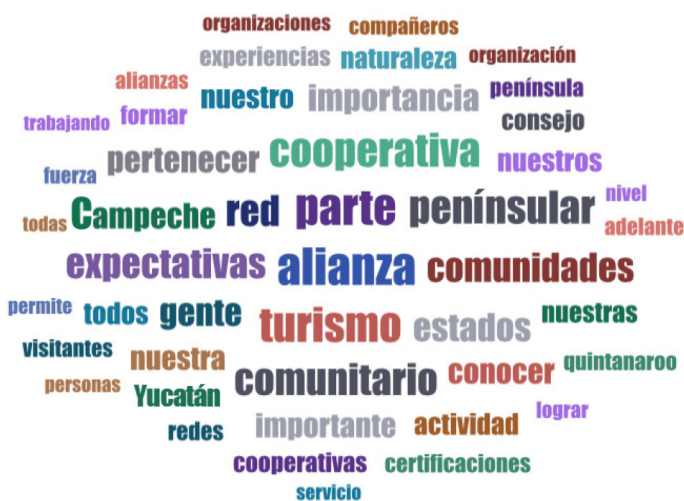 organizaciones compañeros
experiencias naturaleza organización
alianzas nuestro importancia península
trabajando formar consejo
pertenecer cooperativa nuestros
fuerza
Campeche red parte penínsular nivel
todas adelante
expectativas alianza comunidades
permite todos gente turismo estados nuestras
visitantes nuestra comunitario conocer quintanaroo
personas Yucatán lograr
redes importante actividad
cooperativas certificaciones
servicio